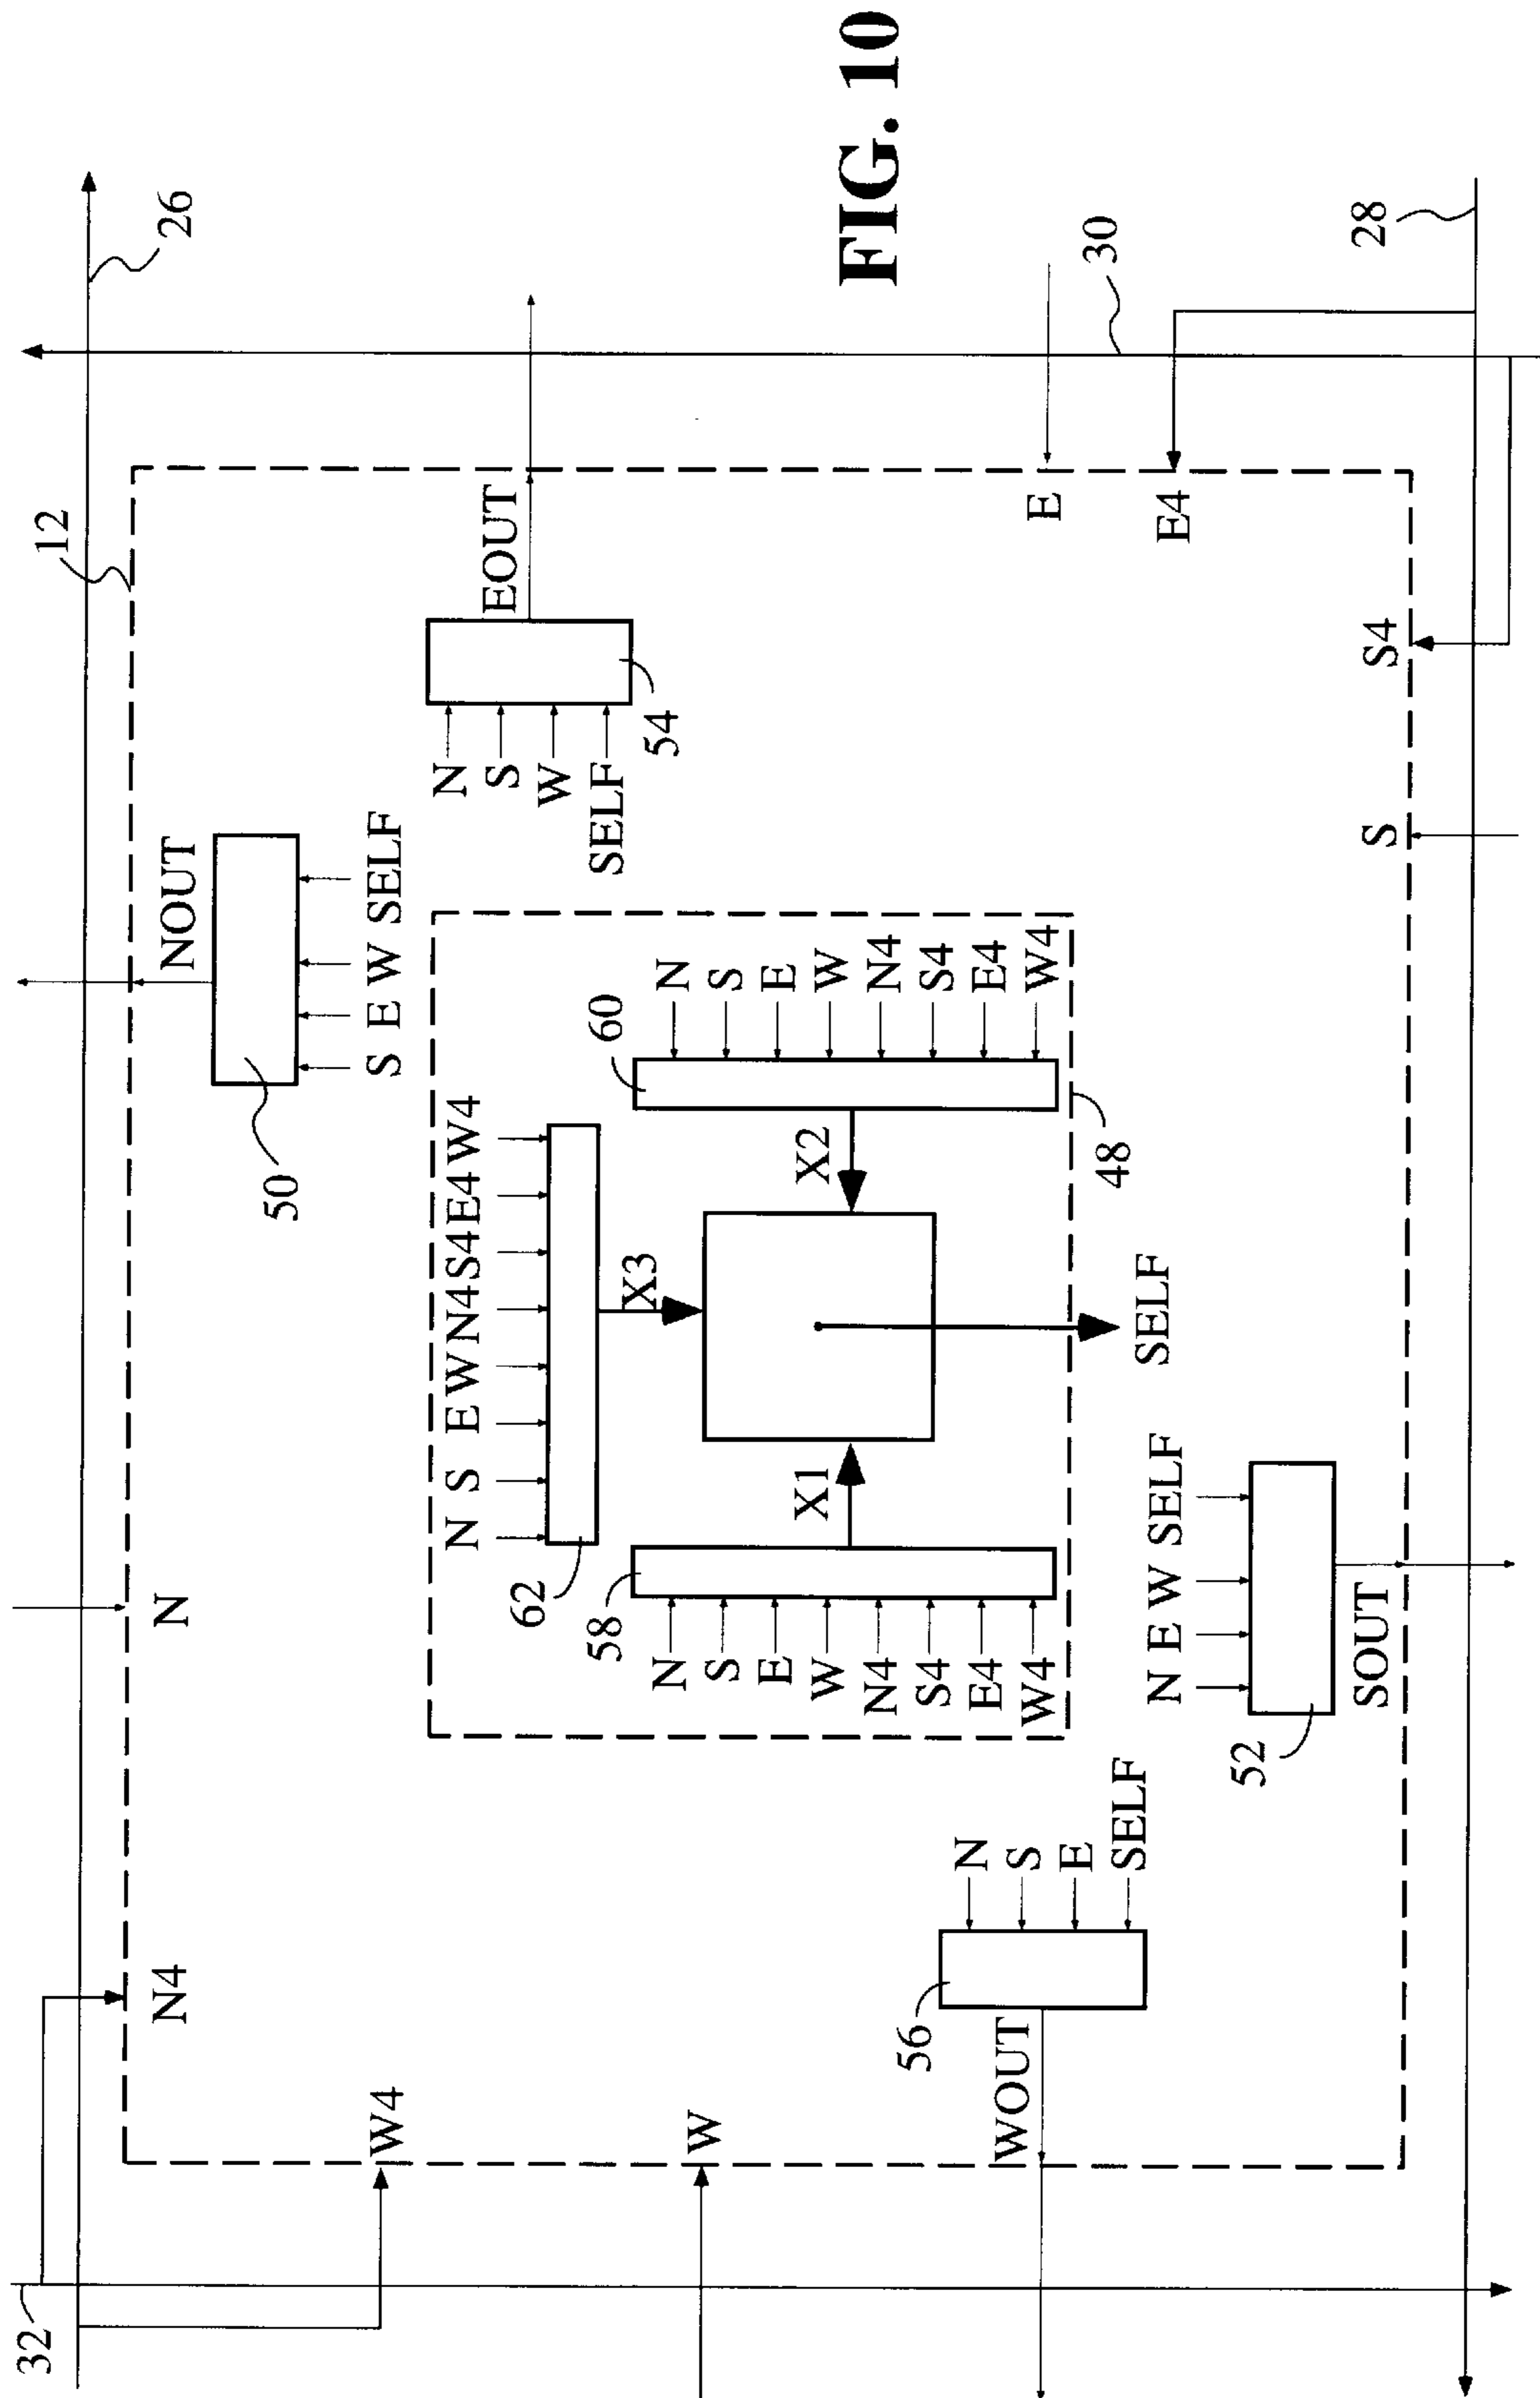 FIG. 10
32
26
12
N4
N
NOUT
50
S E W SELF
EOUT
N
S
W
SELF
54
W4
W
N S E W N4 S4 E4 W4
62
X3
58
N
S
E
W
N4
S4
E4
W4
X1
X2
60
N
S
E
W
N4
S4
E4
W4
48
SELF
56
WOUT
N
S
E
SELF
N E W SELF
52
SOUT
S
S4
E
E4
30
28